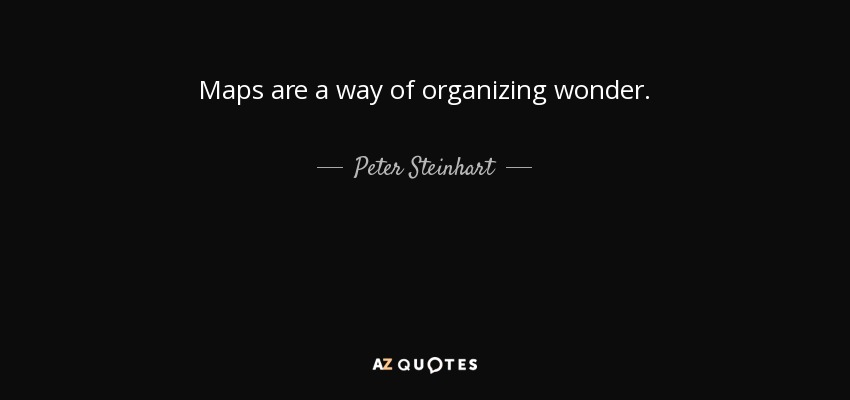 Maps are a way of organizing wonder.
Peter Steinhart
AZ QUOTES